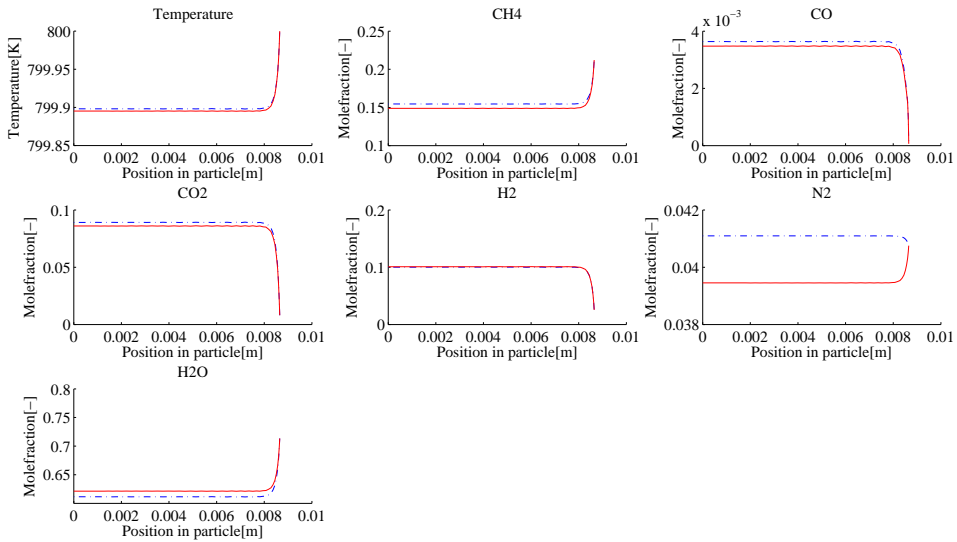 Temperature
800
799.95
799.9
799.85
Temperature[K]
0 0.002 0.004 0.006 0.008 0.01
Position in particle[m]
CH4
0.25
0.2
0.15
0.1
Molefraction[−]
0 0.002 0.004 0.006 0.008 0.01
Position in particle[m]
CO
x 10−3
4
2
0
Molefraction[−]
0 0.002 0.004 0.006 0.008 0.01
Position in particle[m]
CO2
0.1
0.05
0
Molefraction[−]
0 0.002 0.004 0.006 0.008 0.01
Position in particle[m]
H2
0.2
0.1
0
Molefraction[−]
0 0.002 0.004 0.006 0.008 0.01
Position in particle[m]
N2
0.042
0.04
0.038
Molefraction[−]
0 0.002 0.004 0.006 0.008 0.01
Position in particle[m]
H2O
0.8
0.75
0.7
0.65
Molefraction[−]
0 0.002 0.004 0.006 0.008 0.01
Position in particle[m]